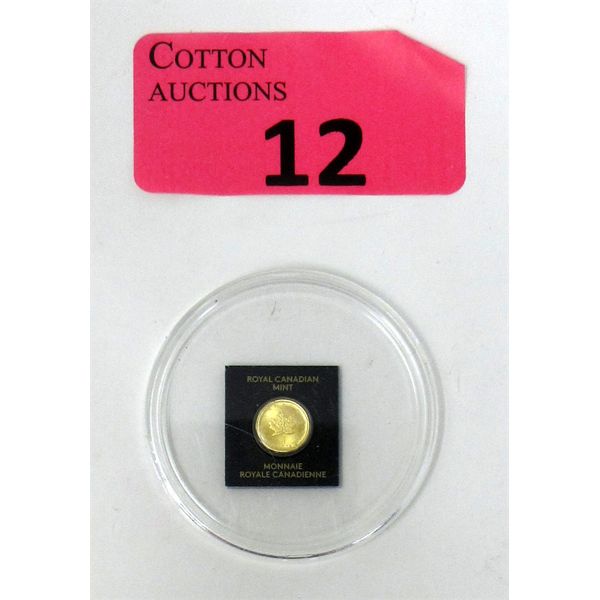 COTTON
AUCTIONS
12
ROYAL CANADIAN
MINT
MONNAIE
ROYALE CANADIENNE